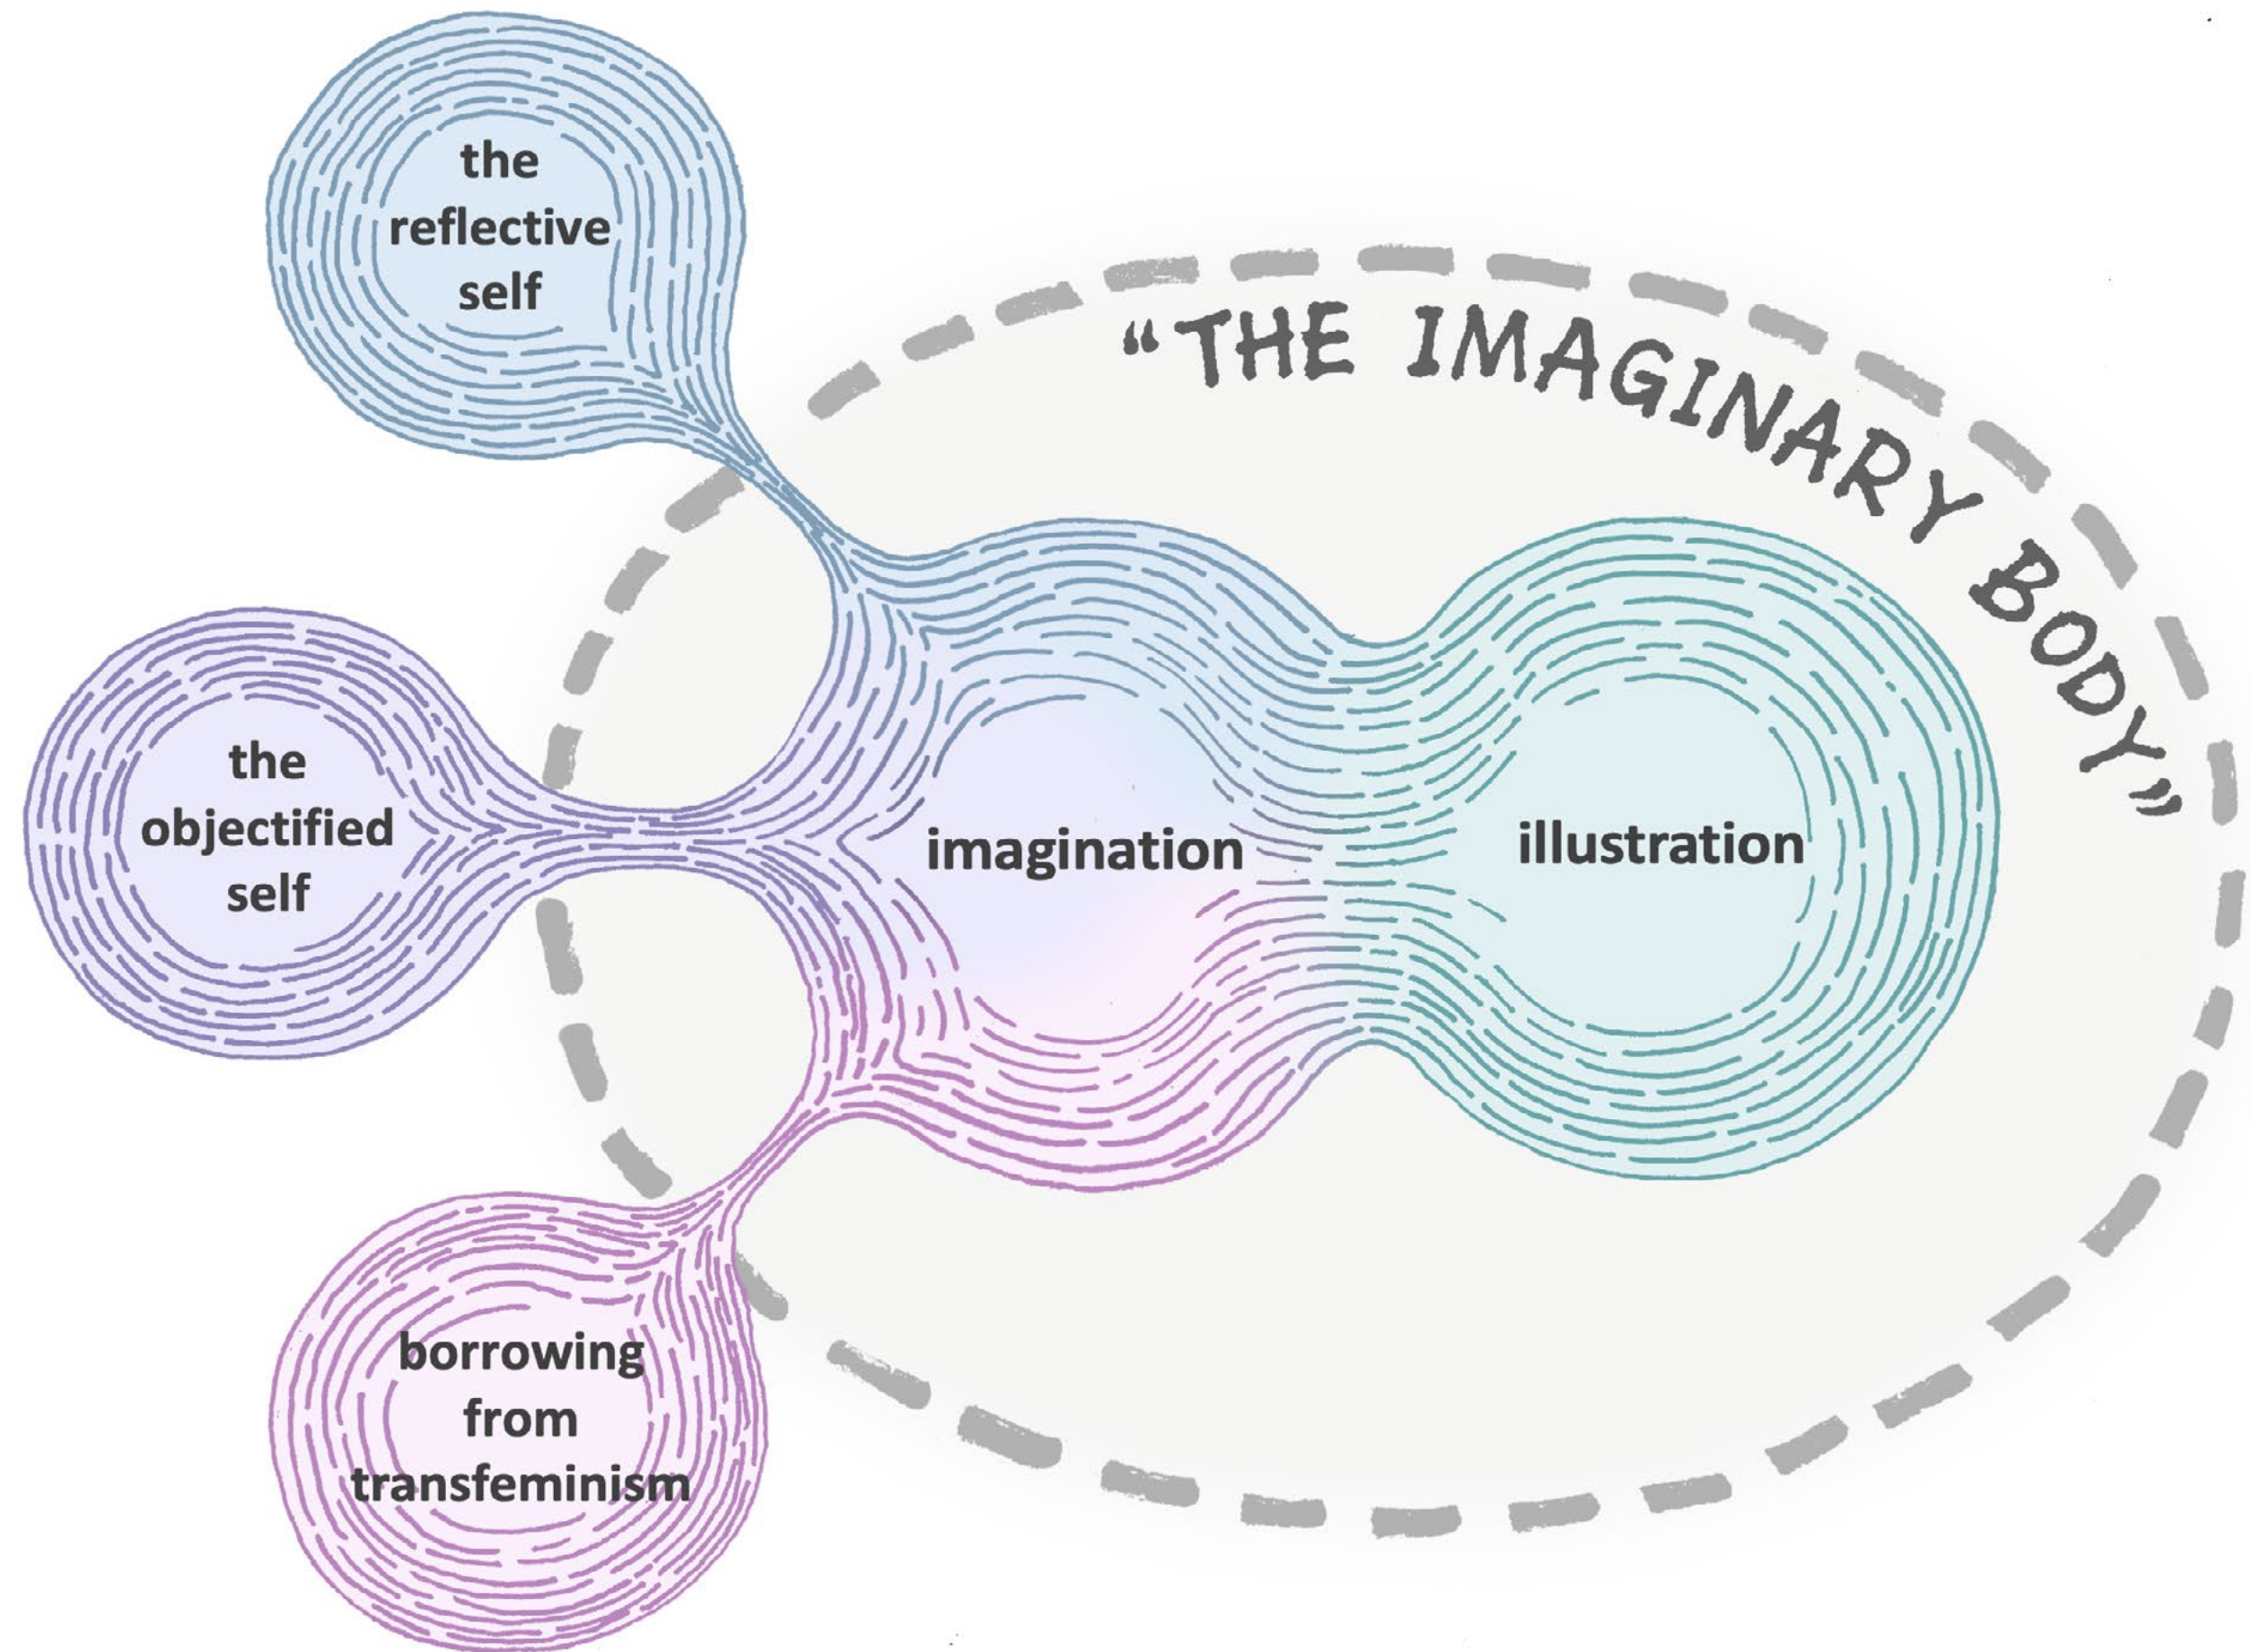 the
reflective
self
“THE IMAGINARY BODY”
the
objectified
self
imagination
illustration
borrowing
from
transfeminism